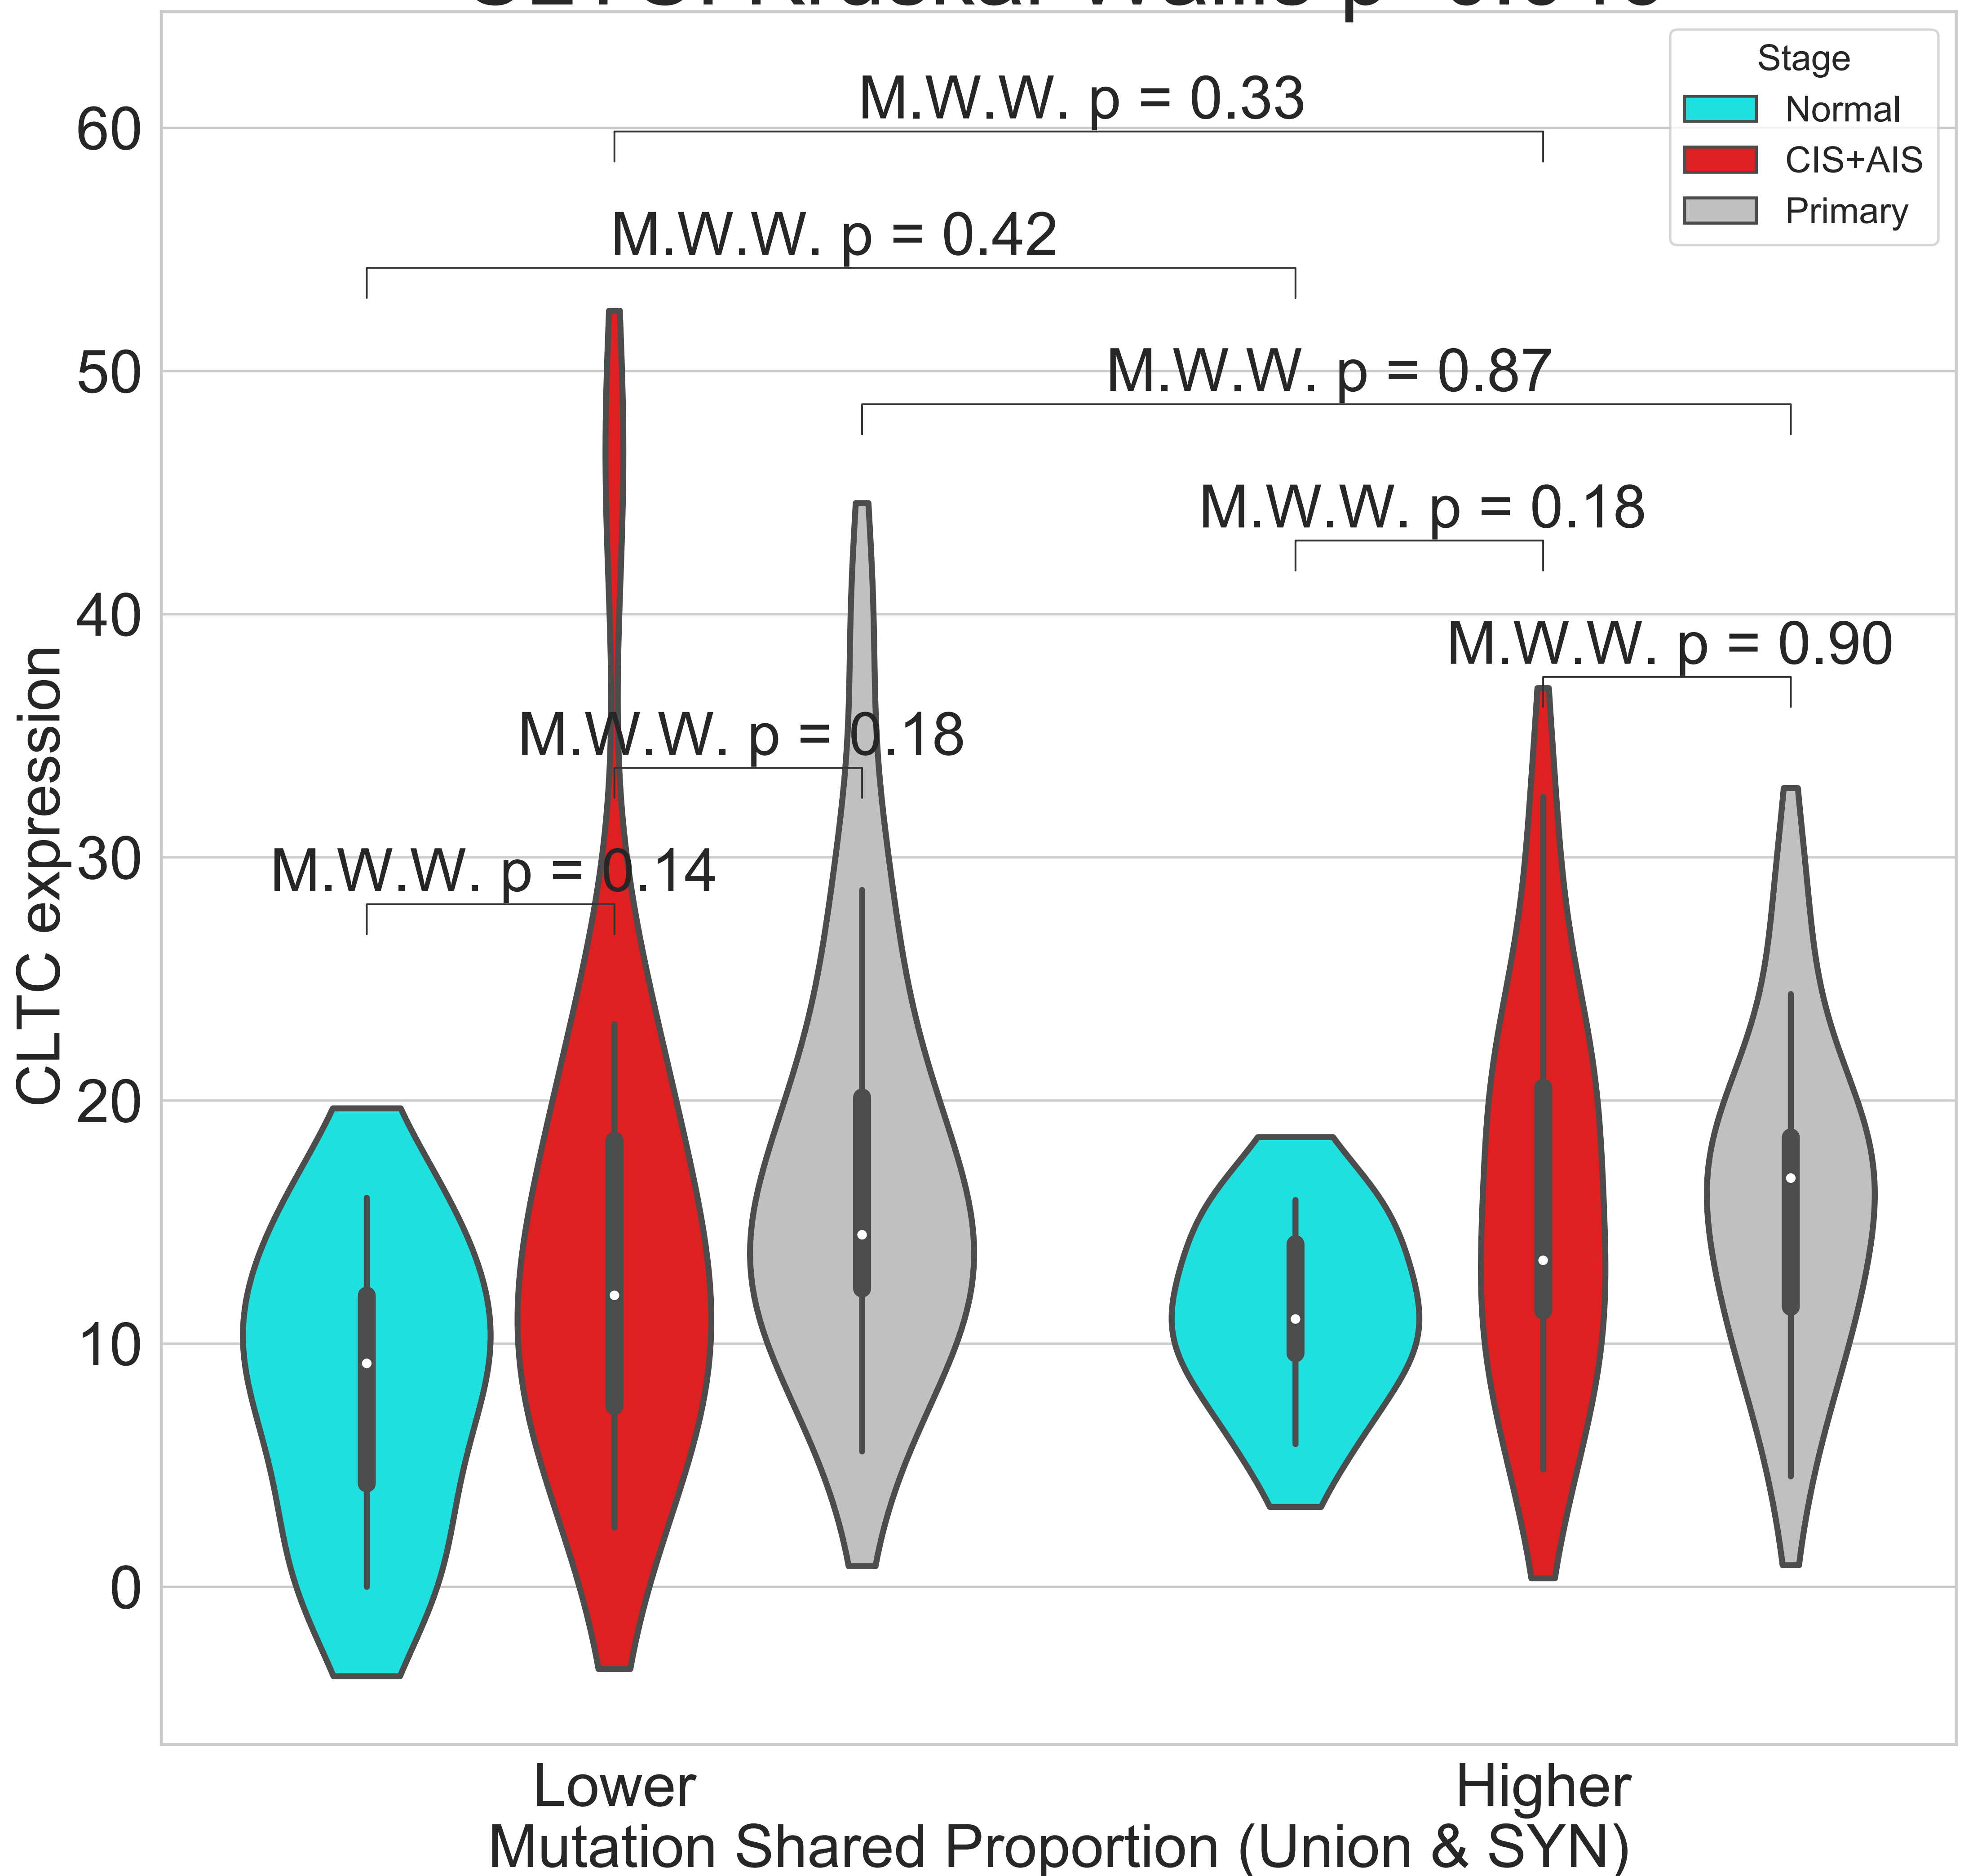 Stage
Normal
CIS+AIS
Primary
M.W.W. p = 0.33
M.W.W. p = 0.42
M.W.W. p = 0.87
M.W.W. p = 0.18
M.W.W. p = 0.90
M.W.W. p = 0.18
M.W.W. p = 0.14
60
50
40
30
20
10
0
CLTC expression
Lower
Higher
Mutation Shared Proportion (Union & SYN)